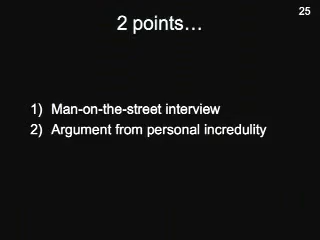 25
2 points…
1) Man-on-the-street interview
2) Argument from personal incredulity